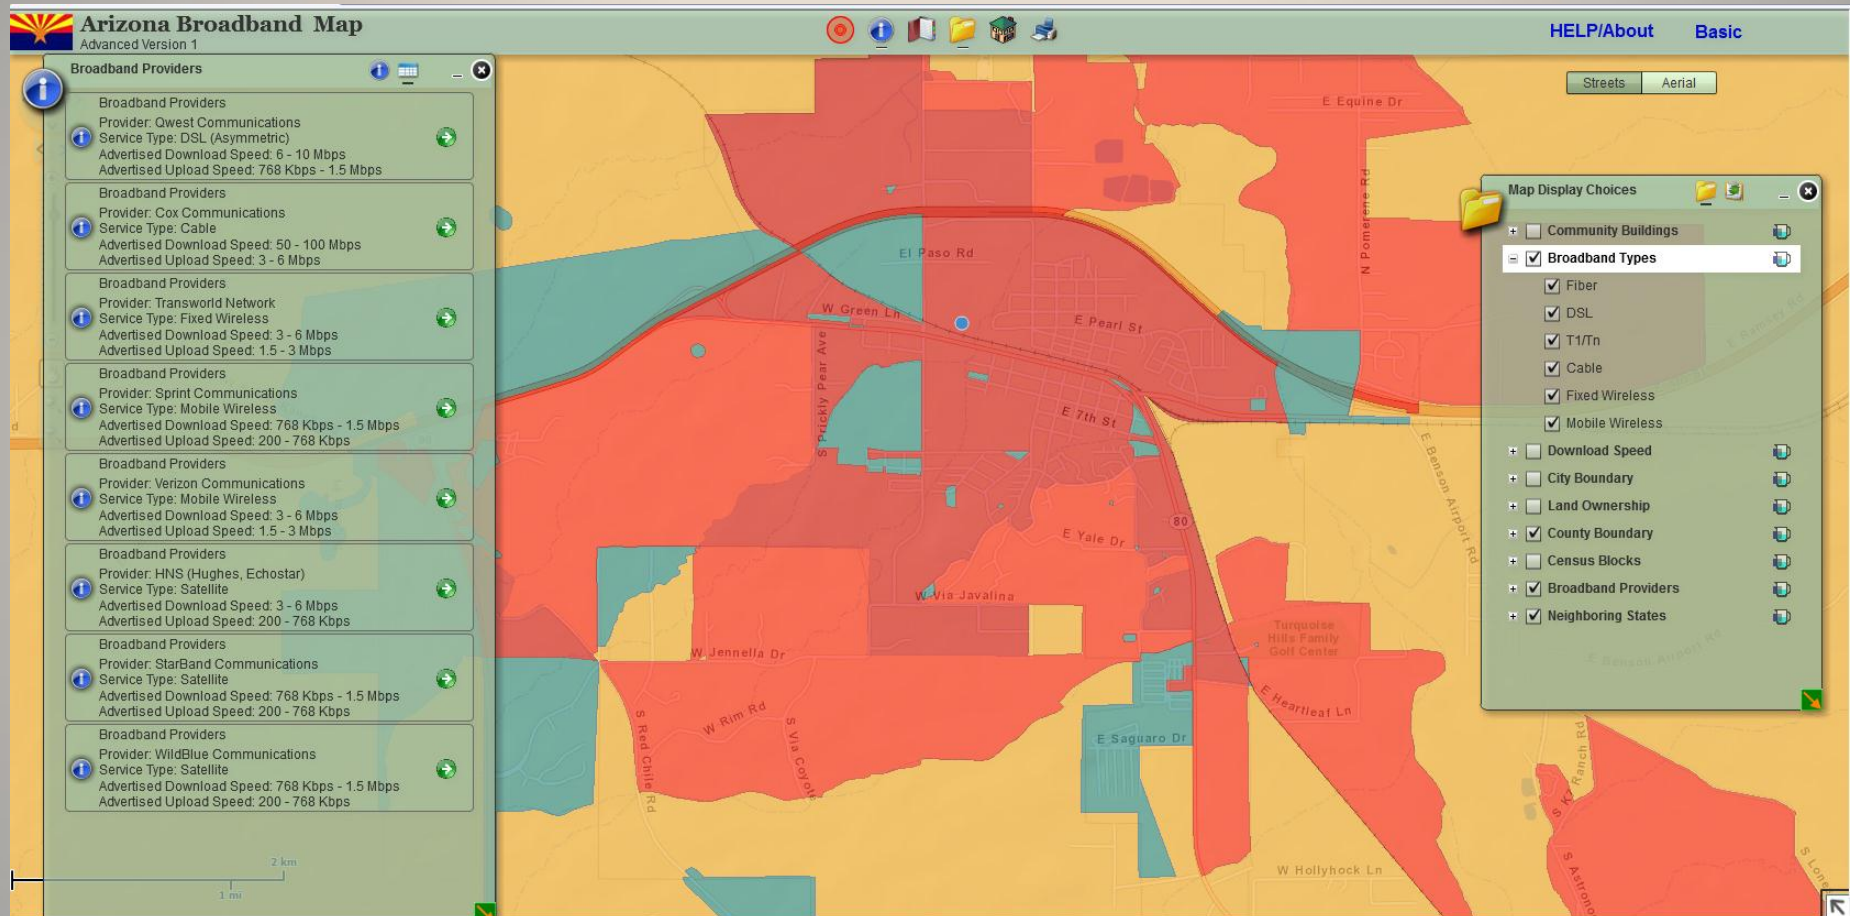 Arizona Broadband Map
Advanced Version 1
HELP/About
Basic
Broadband Providers
Broadband Providers
Provider: Qwest Communications
Service Type: DSL (Asymmetric)
Advertised Download Speed: 6 - 10 Mbps
Advertised Upload Speed: 768 Kbps - 1.5 Mbps
Broadband Providers
Provider: Cox Communications
Service Type: Cable
Advertised Download Speed: 50 - 100 Mbps
Advertised Upload Speed: 3 - 6 Mbps
Broadband Providers
Provider: Transworld Network
Service Type: Fixed Wireless
Advertised Download Speed: 3 - 6 Mbps
Advertised Upload Speed: 1.5 - 3 Mbps
Broadband Providers
Provider: Sprint Communications
Service Type: Mobile Wireless
Advertised Download Speed: 768 Kbps - 1.5 Mbps
Advertised Upload Speed: 200 - 768 Kbps
Broadband Providers
Provider: Verizon Communications
Service Type: Mobile Wireless
Advertised Download Speed: 3 - 6 Mbps
Advertised Upload Speed: 1.5 - 3 Mbps
Broadband Providers
Provider: HNS (Hughes, Echostar)
Service Type: Satellite
Advertised Download Speed: 3 - 6 Mbps
Advertised Upload Speed: 200 - 768 Kbps
Broadband Providers
Provider: StarBand Communications
Service Type: Satellite
Advertised Download Speed: 768 Kbps - 1.5 Mbps
Advertised Upload Speed: 200 - 768 Kbps
Broadband Providers
Provider: WildBlue Communications
Service Type: Satellite
Advertised Download Speed: 768 Kbps - 1.5 Mbps
Advertised Upload Speed: 200 - 768 Kbps
2 km
1 mi
E Equine Dr
N Pomerene Rd
El Paso Rd
W Green Ln
E Pearl St
S Prickly Pear Ave
E 7th St
80
E Yale Dr
E Benson Airport Rd
W Via Javalina
Turquoise
Hills Family
Golf Center
W Jennella Dr
E Heartleaf Ln
W Rim Rd
S Red Chile Rd
S Via Coyote
E Saguaro Dr
W Hollyhock Ln
Streets
Aerial
Map Display Choices
Community Buildings
Broadband Types
Fiber
DSL
T1/Tn
Cable
Fixed Wireless
Mobile Wireless
Download Speed
City Boundary
Land Ownership
County Boundary
Census Blocks
Broadband Providers
Neighboring States
E Ramsey Rd
E Benson Airport Rd
S K2 Ranch Rd
S Astrono
S Lone